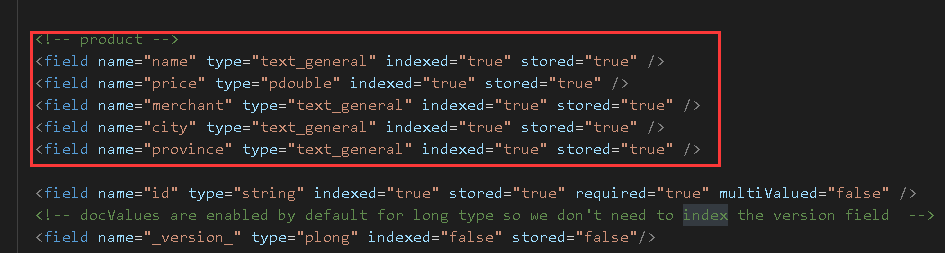 <!-- product -->
<field name="name" type="text_general" indexed="true" stored="true" />
<field name="price" type="pdouble" indexed="true" stored="true" />
<field name="merchant" type="text_general" indexed="true" stored="true" />
<field name="city" type="text_general" indexed="true" stored="true" />
<field name="province" type="text_general" indexed="true" stored="true" />
<field name="id" type="string" indexed="true" stored="true" required="true" multiValued="false" />
<!-- docValues are enabled by default for long type so we don't need to index the version field  -->
<field name="_version_" type="plong" indexed="false" stored="false"/>